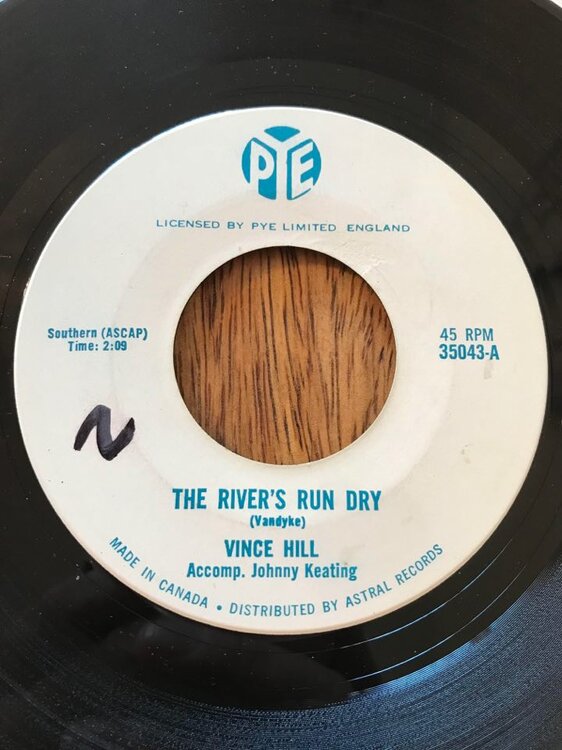 PYE
LICENSED BY PYE LIMITED ENGLAND
Southern (ASCAP)
Time: 2:09
45 RPM
35043-A
N
THE RIVER'S RUN DRY
(Vandyke)
VINCE HILL
Accomp. Johnny Keating
MADE IN CANADA • DISTRIBUTED BY ASTRAL RECORDS